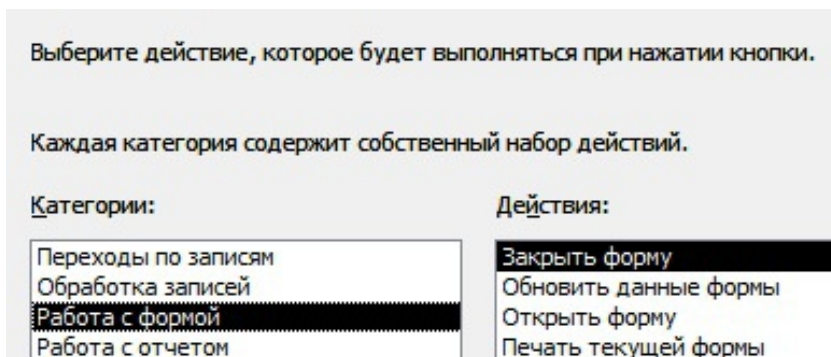 Выберите действие, которое будет выполняться при нажатии кнопки.
Каждая категория содержит собственный набор действий.
Категории:
Действия:
Переходы по записям
Обработка записей
Работа с формой
Работа с отчетом
Закрыть форму
Обновить данные формы
Открыть форму
Печать текущей формы